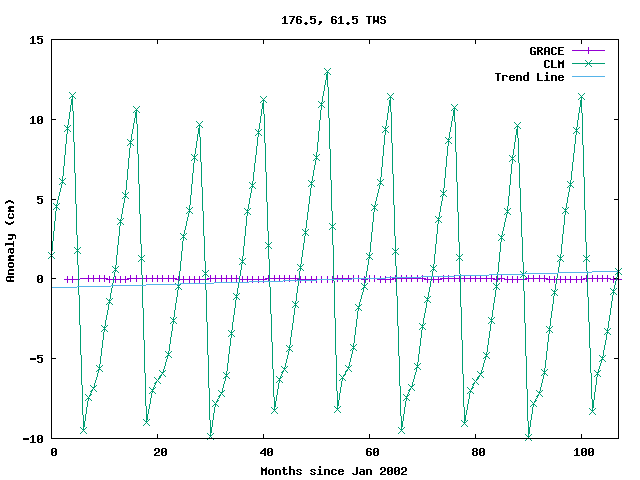 176.5, 61.5 TWS
15
GRACE
CLM
Trend Line
10
5
Anomaly (cm)
0
-5
-10
0 20 40 60 80 100
Months since Jan 2002